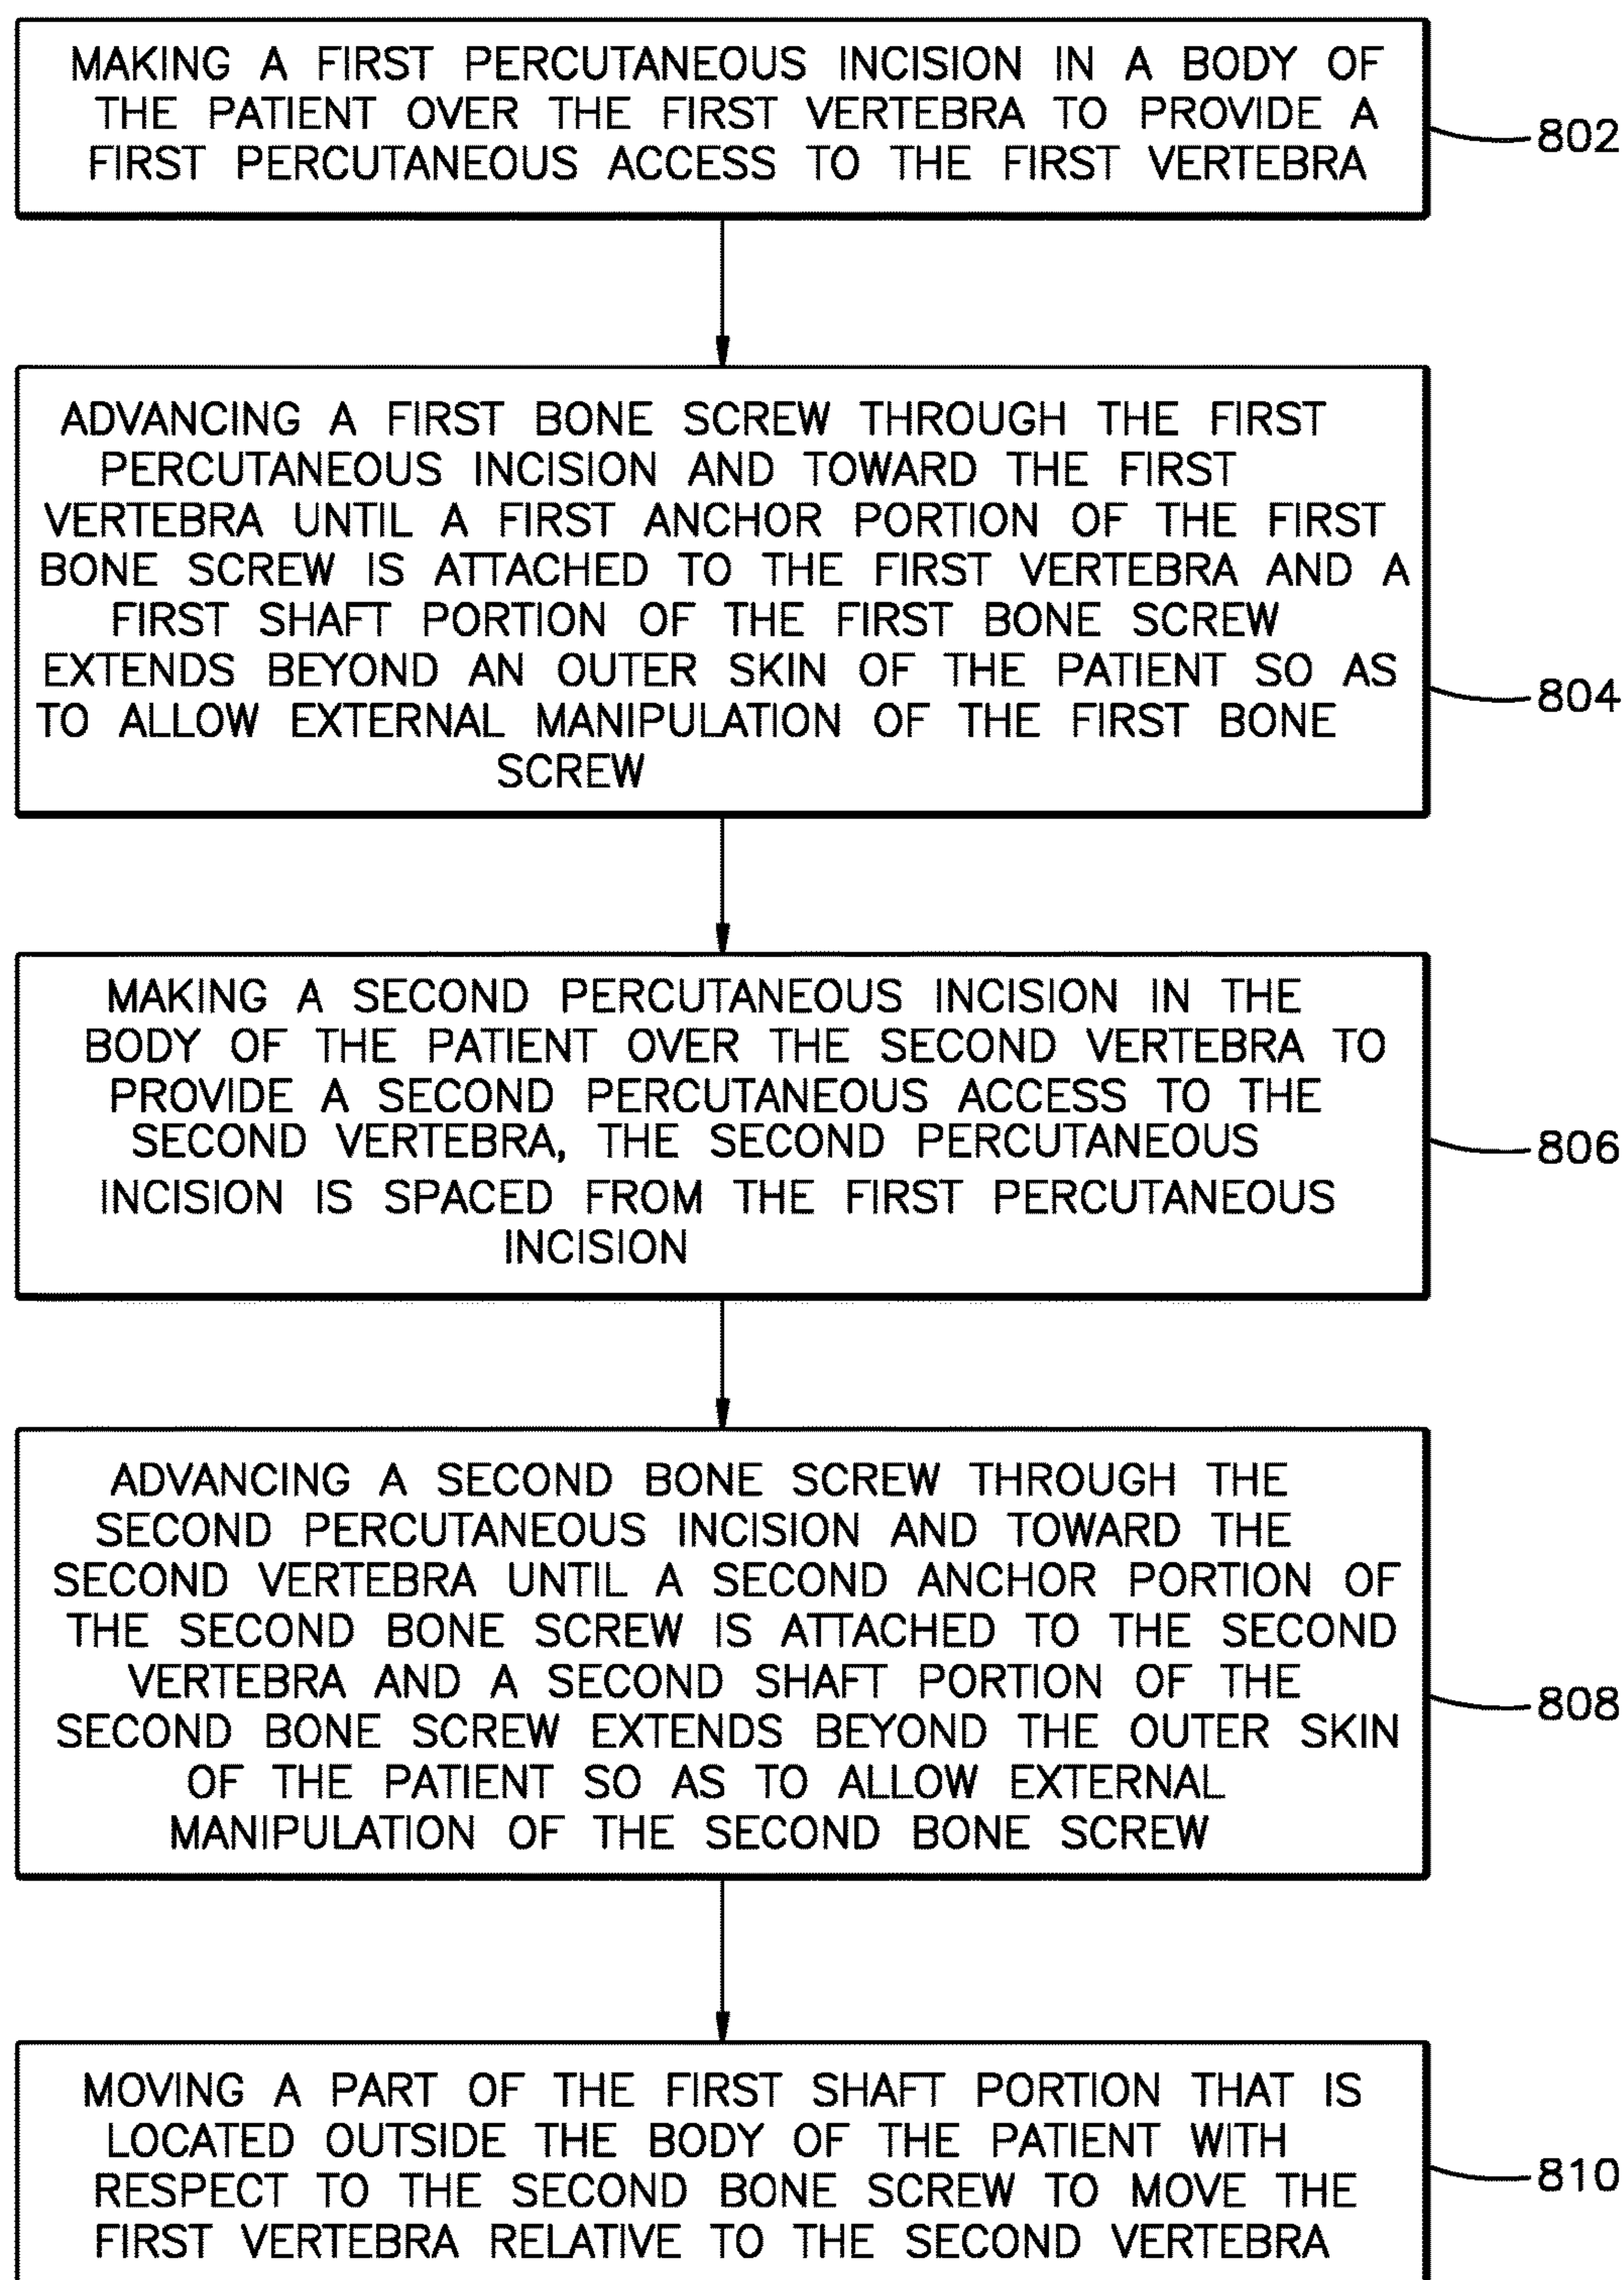 MAKING A FIRST PERCUTANEOUS INCISION IN A BODY OF
THE PATIENT OVER THE FIRST VERTEBRA TO PROVIDE A
FIRST PERCUTANEOUS ACCESS TO THE FIRST VERTEBRA
802
ADVANCING A FIRST BONE SCREW THROUGH THE FIRST
PERCUTANEOUS INCISION AND TOWARD THE FIRST
VERTEBRA UNTIL A FIRST ANCHOR PORTION OF THE FIRST
BONE SCREW IS ATTACHED TO THE FIRST VERTEBRA AND A
FIRST SHAFT PORTION OF THE FIRST BONE SCREW
EXTENDS BEYOND AN OUTER SKIN OF THE PATIENT SO AS
TO ALLOW EXTERNAL MANIPULATION OF THE FIRST BONE
SCREW
804
MAKING A SECOND PERCUTANEOUS INCISION IN THE
BODY OF THE PATIENT OVER THE SECOND VERTEBRA TO
PROVIDE A SECOND PERCUTANEOUS ACCESS TO THE
SECOND VERTEBRA, THE SECOND PERCUTANEOUS
INCISION IS SPACED FROM THE FIRST PERCUTANEOUS
INCISION
806
ADVANCING A SECOND BONE SCREW THROUGH THE
SECOND PERCUTANEOUS INCISION AND TOWARD THE
SECOND VERTEBRA UNTIL A SECOND ANCHOR PORTION OF
THE SECOND BONE SCREW IS ATTACHED TO THE SECOND
VERTEBRA AND A SECOND SHAFT PORTION OF THE
SECOND BONE SCREW EXTENDS BEYOND THE OUTER SKIN
OF THE PATIENT SO AS TO ALLOW EXTERNAL
MANIPULATION OF THE SECOND BONE SCREW
808
MOVING A PART OF THE FIRST SHAFT PORTION THAT IS
LOCATED OUTSIDE THE BODY OF THE PATIENT WITH
RESPECT TO THE SECOND BONE SCREW TO MOVE THE
FIRST VERTEBRA RELATIVE TO THE SECOND VERTEBRA
810